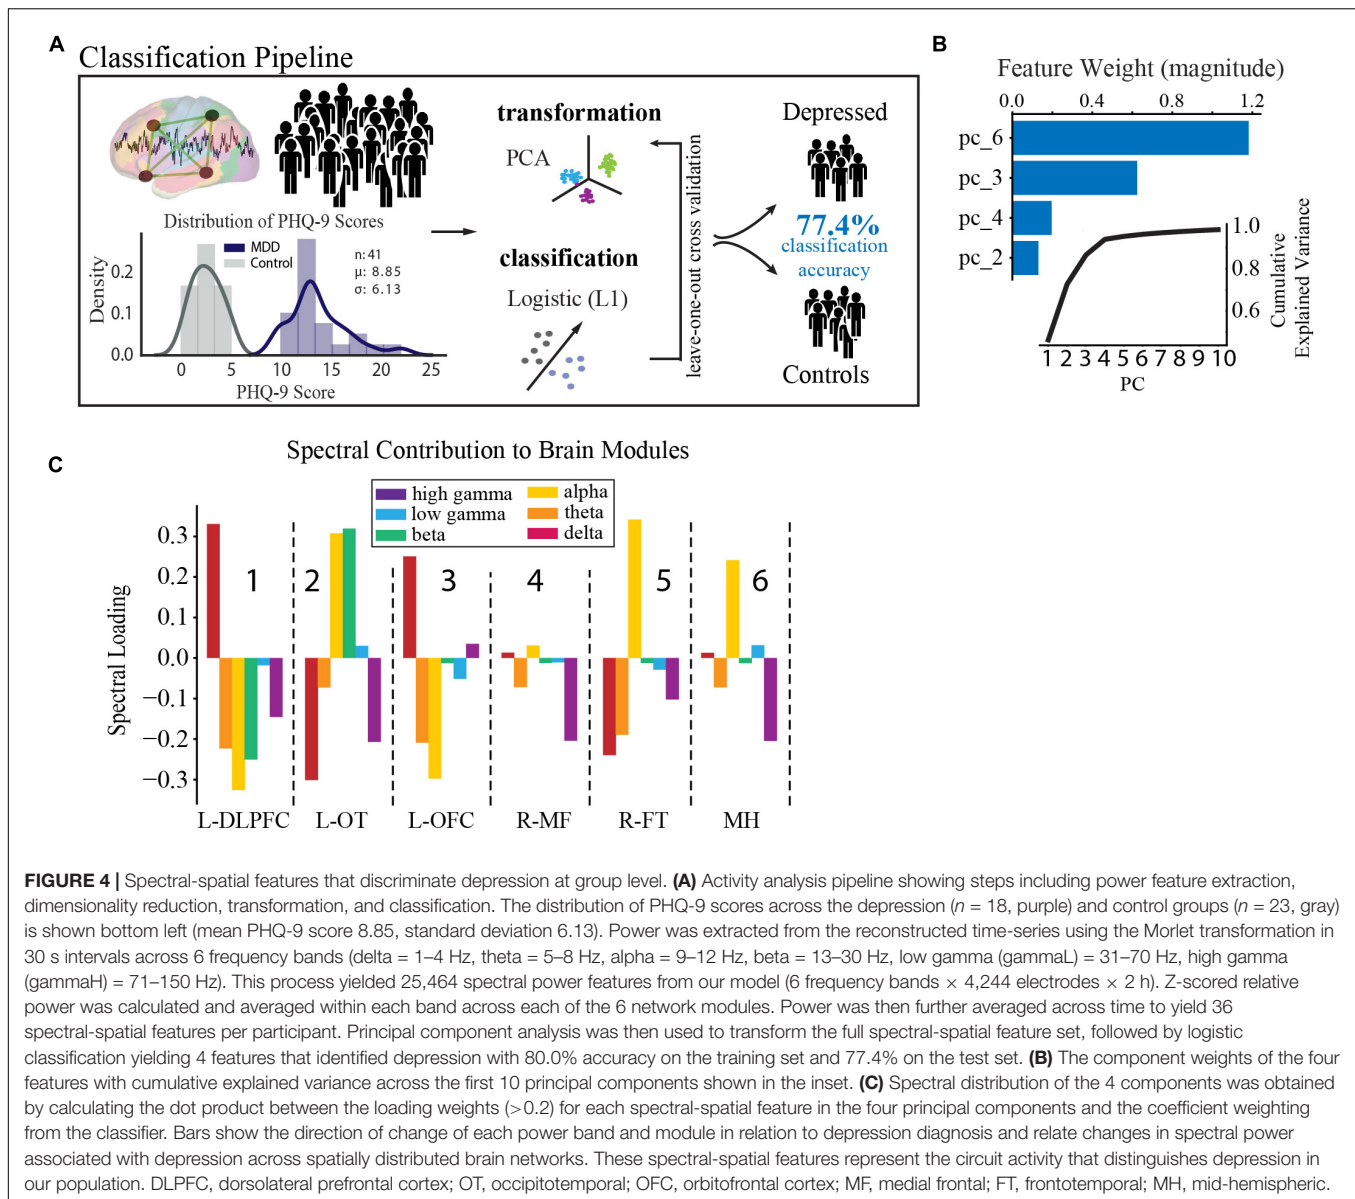 A
Classification Pipeline
transformation
PCA
classification
Logistic (L1)
leave-one-out cross validation
Depressed
77.4%
classification
accuracy
Controls
Distribution of PHQ-9 Scores
MDD
Control
n:41
μ: 8.85
σ: 6.13
Density
0.2
0.1
0.0
0 5 10 15 20 25
PHQ-9 Score
B
Feature Weight (magnitude)
0.0 0.4 0.8 1.2
pc_6
pc_3
pc_4
pc_2
1.0
0.8
0.6
Cumulative
Explained Variance
1 2 3 4 5 6 7 8 9 10
PC
C
Spectral Contribution to Brain Modules
high gamma
low gamma
beta
alpha
theta
delta
Spectral Loading
0.3
0.2
0.1
0.0
−0.1
−0.2
−0.3
1 2 3 4 5 6
L-DLPFC L-OT L-OFC R-MF R-FT MH
FIGURE 4 | Spectral-spatial features that discriminate depression at group level. (A) Activity analysis pipeline showing steps including power feature extraction,
dimensionality reduction, transformation, and classification. The distribution of PHQ-9 scores across the depression (n = 18, purple) and control groups (n = 23, gray)
is shown bottom left (mean PHQ-9 score 8.85, standard deviation 6.13). Power was extracted from the reconstructed time-series using the Morlet transformation in
30 s intervals across 6 frequency bands (delta = 1–4 Hz, theta = 5–8 Hz, alpha = 9–12 Hz, beta = 13–30 Hz, low gamma (gammaL) = 31–70 Hz, high gamma
(gammaH) = 71–150 Hz). This process yielded 25,464 spectral power features from our model (6 frequency bands × 4,244 electrodes × 2 h). Z-scored relative
power was calculated and averaged within each band across each of the 6 network modules. Power was then further averaged across time to yield 36
spectral-spatial features per participant. Principal component analysis was then used to transform the full spectral-spatial feature set, followed by logistic
classification yielding 4 features that identified depression with 80.0% accuracy on the training set and 77.4% on the test set. (B) The component weights of the four
features with cumulative explained variance across the first 10 principal components shown in the inset. (C) Spectral distribution of the 4 components was obtained
by calculating the dot product between the loading weights (>0.2) for each spectral-spatial feature in the four principal components and the coefficient weighting
from the classifier. Bars show the direction of change of each power band and module in relation to depression diagnosis and relate changes in spectral power
associated with depression across spatially distributed brain networks. These spectral-spatial features represent the circuit activity that distinguishes depression in
our population. DLPFC, dorsolateral prefrontal cortex; OT, occipitotemporal; OFC, orbitofrontal cortex; MF, medial frontal; FT, frontotemporal; MH, mid-hemispheric.